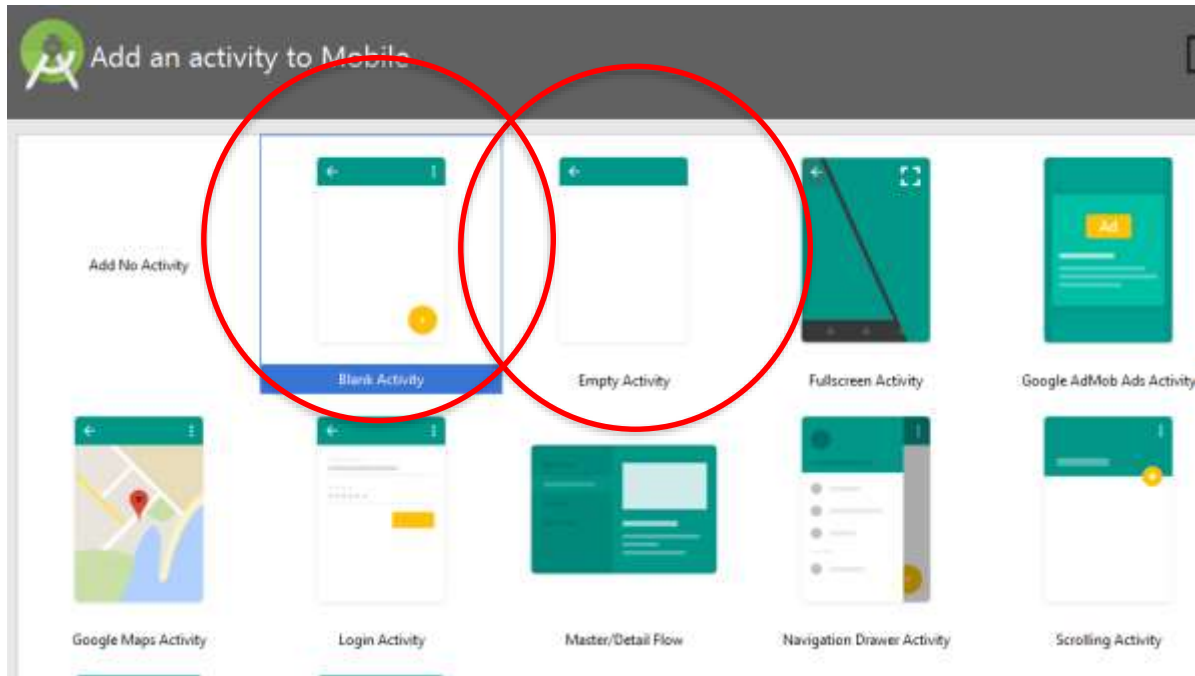 Add an activity to Mobile
Add No Activity
Blank Activity
Empty Activity
Fullscreen Activity
Ad
Google AdMob Ads Activity
Google Maps Activity
Login Activity
Master/Detail Flow
Navigation Drawer Activity
Scrolling Activity